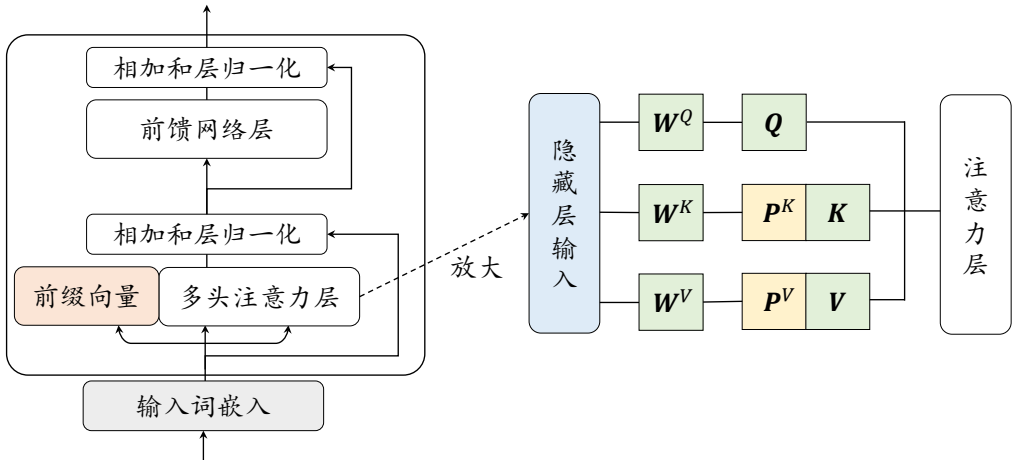 相加和层归一化
前馈网络层
相加和层归一化
前缀向量
多头注意力层
输入词嵌入
放大
隐藏层输入
W^Q
Q
W^K
P^K
K
W^V
P^V
V
注意力层